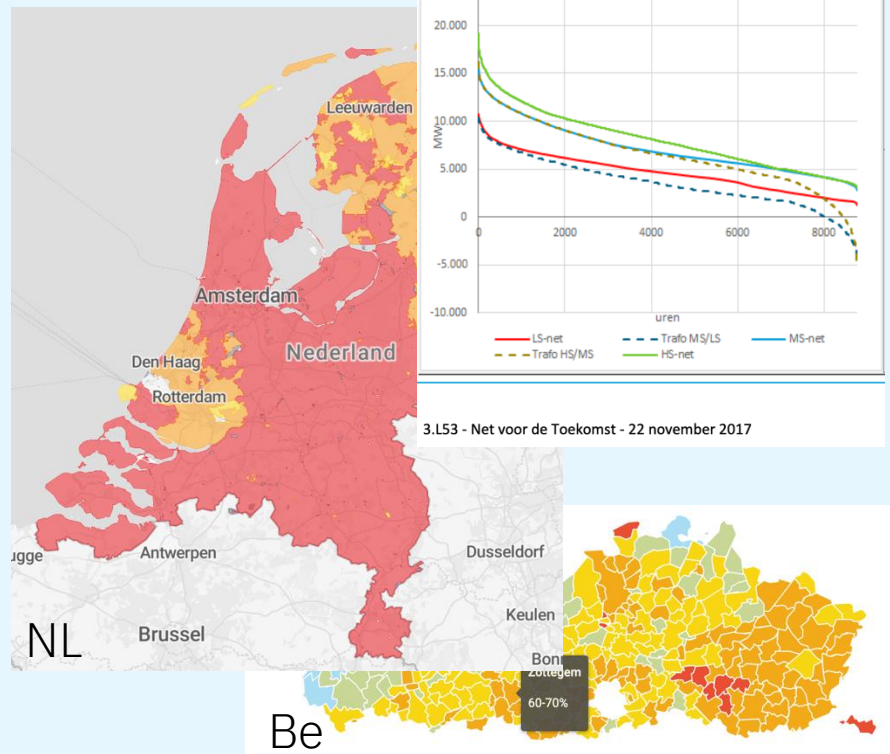 20.000
15.000
10.000
5.000
0
-5.000
-10.000
MW
0 2000 4000 6000 8000
uren
LS-net Trafo MS/LS MS-net
Trafo HS/MS HS-net
3.L53 - Net voor de Toekomst - 22 november 2017
Leeuwarden
Amsterdam
Nederland
Den Haag
Rotterdam
ugge
Antwerpen
Dusseldorf
Keulen
Brussel
Bonn
NL
Zottegem
60-70%
Be